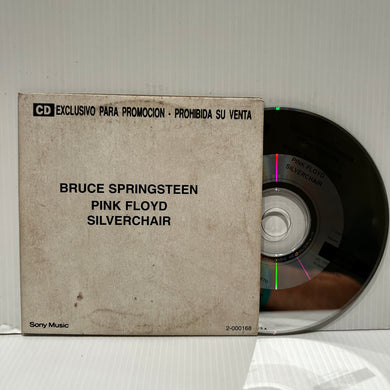 CD EXCLUSIVO PARA PROMOCION - PROHIBIDA SU VENTA
BRUCE SPRINGSTEEN
PINK FLOYD
SILVERCHAIR
Sony Music
2-000168
PINK FLOYD
SILVERCHAIR